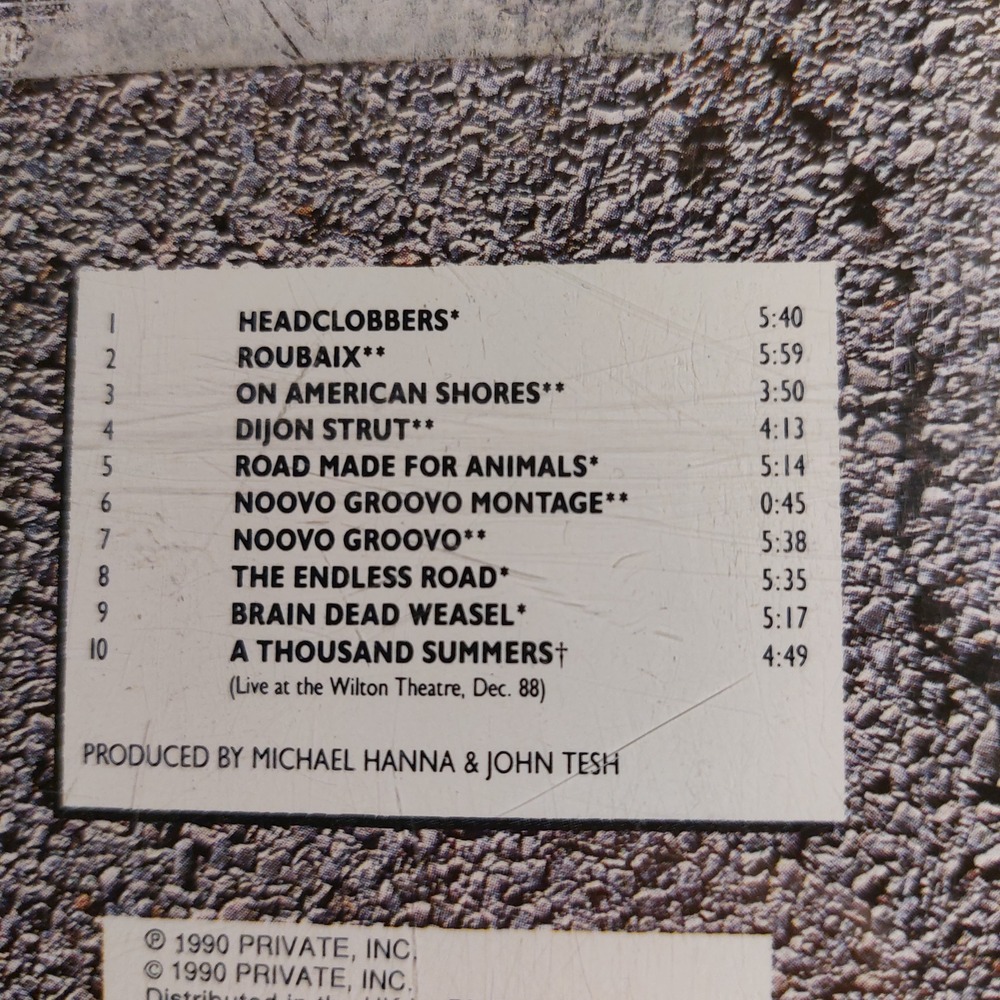 1 HEADCLOBBERS* 5:40
2 ROUBAIX** 5:59
3 ON AMERICAN SHORES** 3:50
4 DIJON STRUT** 4:13
5 ROAD MADE FOR ANIMALS* 5:14
6 NOOVO GROOVO MONTAGE** 0:45
7 NOOVO GROOVO** 5:38
8 THE ENDLESS ROAD* 5:35
9 BRAIN DEAD WEASEL* 5:17
10 A THOUSAND SUMMERS† 4:49
(Live at the Wilton Theatre, Dec. 88)
PRODUCED BY MICHAEL HANNA & JOHN TESH
℗ 1990 PRIVATE, INC.
© 1990 PRIVATE, INC.
Distributed in the